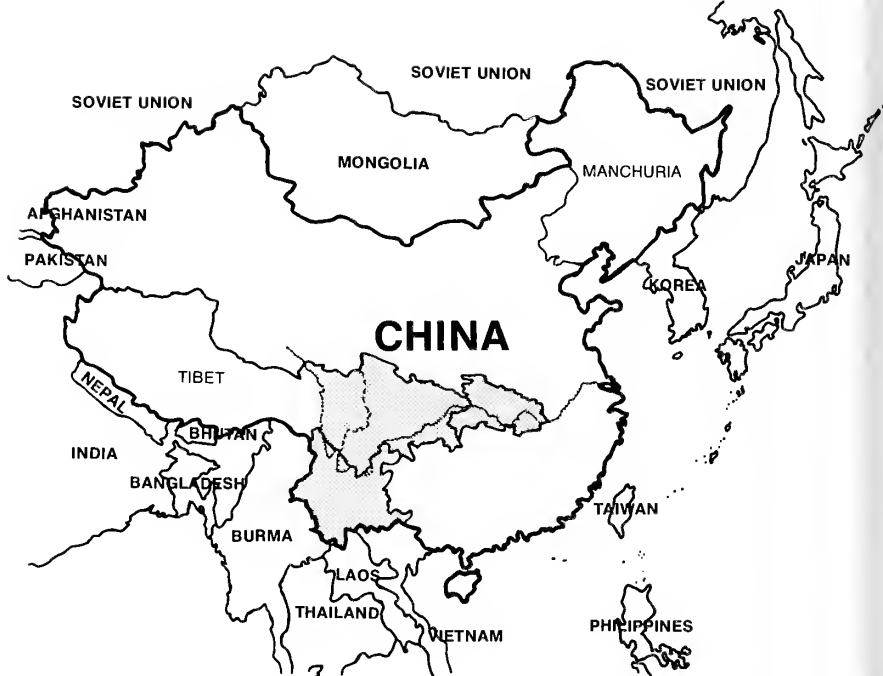 SOVIET UNION
SOVIET UNION
SOVIET UNION
MONGOLIA
MANCHURIA
AFGHANISTAN
PAKISTAN
JAPAN
KOREA
CHINA
TIBET
NEPAL
BHUTAN
INDIA
BANGLADESH
TAIWAN
BURMA
LAOS
THAILAND
PHILIPPINES
VIETNAM